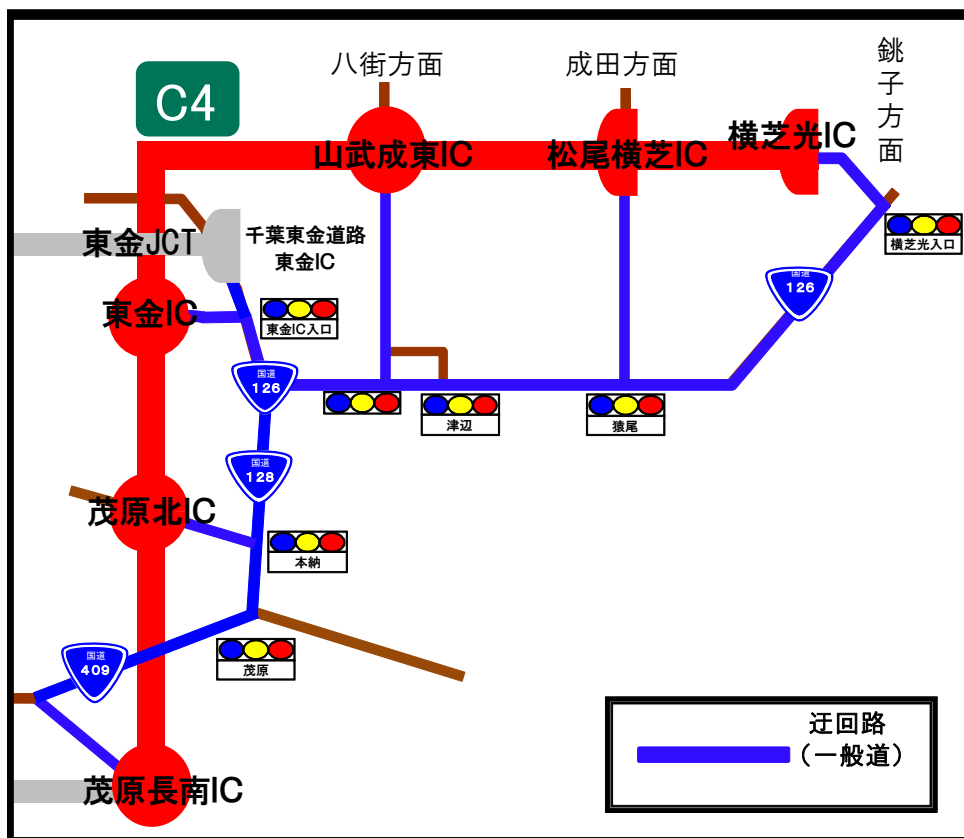 八街方面
成田方面
銚子方面
C4
山武成東IC
松尾横芝IC
横芝光IC
東金JCT
千葉東金道路
東金IC
横芝光入口
国道
126
東金IC
東金IC入口
国道
126
津辺
猿尾
国道
128
茂原北IC
本納
茂原
国道
409
迂回路
（一般道）
茂原長南IC